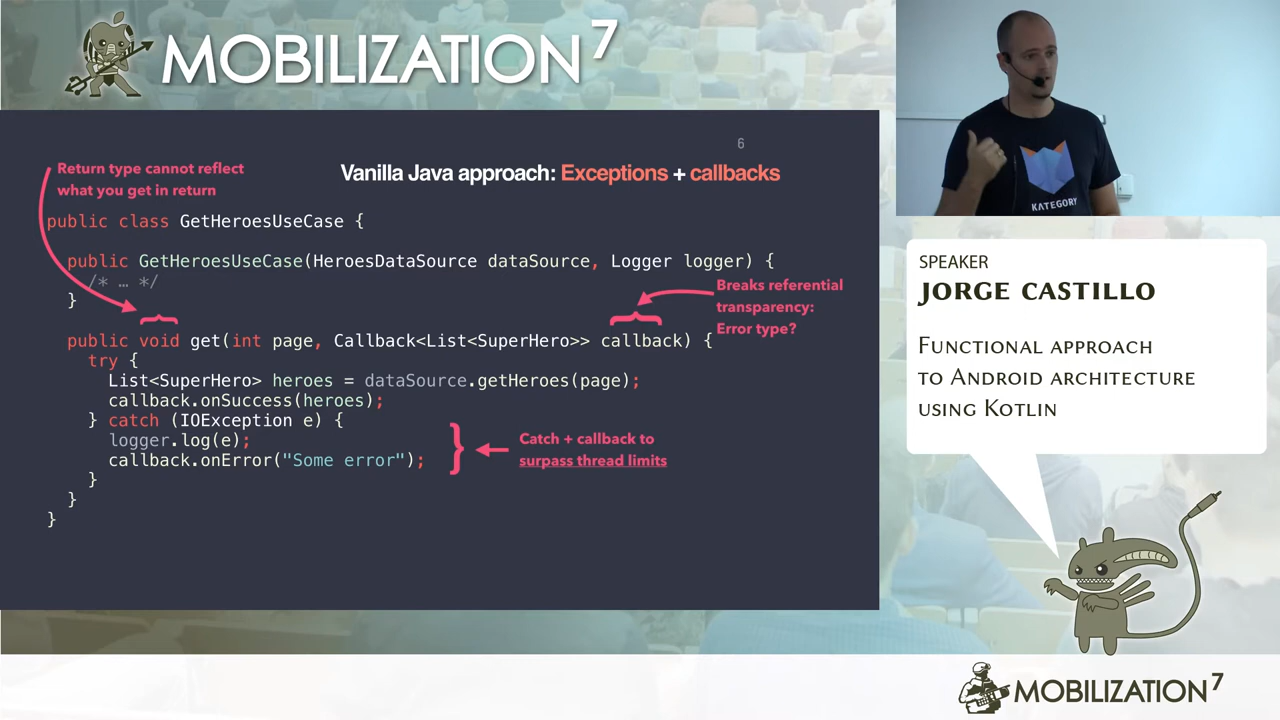 MOBILIZATION 7
6
Vanilla Java approach: Exceptions + callbacks
Return type cannot reflect
what you get in return
public class GetHeroesUseCase {
public GetHeroesUseCase(HeroesDataSource dataSource, Logger logger) {
/* … */
}
Breaks referential
transparency:
Error type?
public void get(int page, Callback<List<SuperHero>> callback) {
try {
List<SuperHero> heroes = dataSource.getHeroes(page);
callback.onSuccess(heroes);
} catch (IOException e) {
logger.log(e);
callback.onError("Some error");
}
}
}
Catch + callback to
surpass thread limits
KATEGORY
SPEAKER
JORGE CASTILLO
Functional approach
to Android architecture
using Kotlin
MOBILIZATION 7